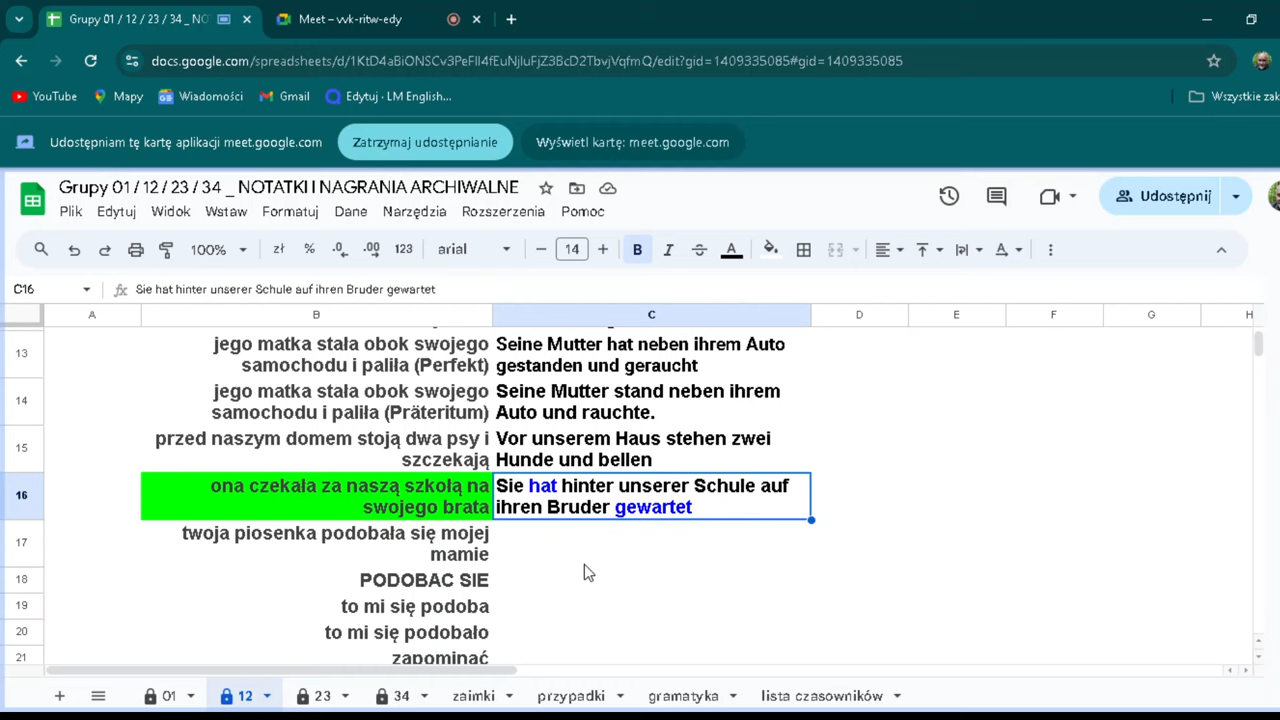 Grupy 01 / 12 / 23 / 34 _ NO
Meet – vvk-ritw-edy
docs.google.com/spreadsheets/d/1KtD4aBiONSCv3PeFII4fEuNjluFjZ3BcD2TbvjVqfmQ/edit?gid=1409335085#gid=1409335085
YouTube Mapy Wiadomości Gmail Edytuj · LM English... Wszystkie zak
Udostępniam tę kartę aplikacji meet.google.com Zatrzymaj udostępnianie Wyświetl kartę: meet.google.com
Grupy 01 / 12 / 23 / 34 _ NOTATKI I NAGRANIA ARCHIWALNE
Udostępnij
Plik Edytuj Widok Wstaw Formatuj Dane Narzędzia Rozszerzenia Pomoc
100% zł % .0 .00 123 arial − 14 + B I S A
C16 fx Sie hat hinter unserer Schule auf ihren Bruder gewartet
A B C D E F G H
13 jego matka stała obok swojego Seine Mutter hat neben ihrem Auto
samochodu i paliła (Perfekt) gestanden und geraucht
14 jego matka stała obok swojego Seine Mutter stand neben ihrem
samochodu i paliła (Präteritum) Auto und rauchte.
15 przed naszym domem stoją dwa psy i Vor unserem Haus stehen zwei
szczekają Hunde und bellen
16 ona czekała za naszą szkołą na Sie hat hinter unserer Schule auf
swojego brata ihren Bruder gewartet
17 twoja piosenka podobała się mojej
mamie
18 PODOBAC SIE
19 to mi się podoba
20 to mi się podobało
21 zapominać
01 12 23 34 zaimki przypadki gramatyka lista czasowników